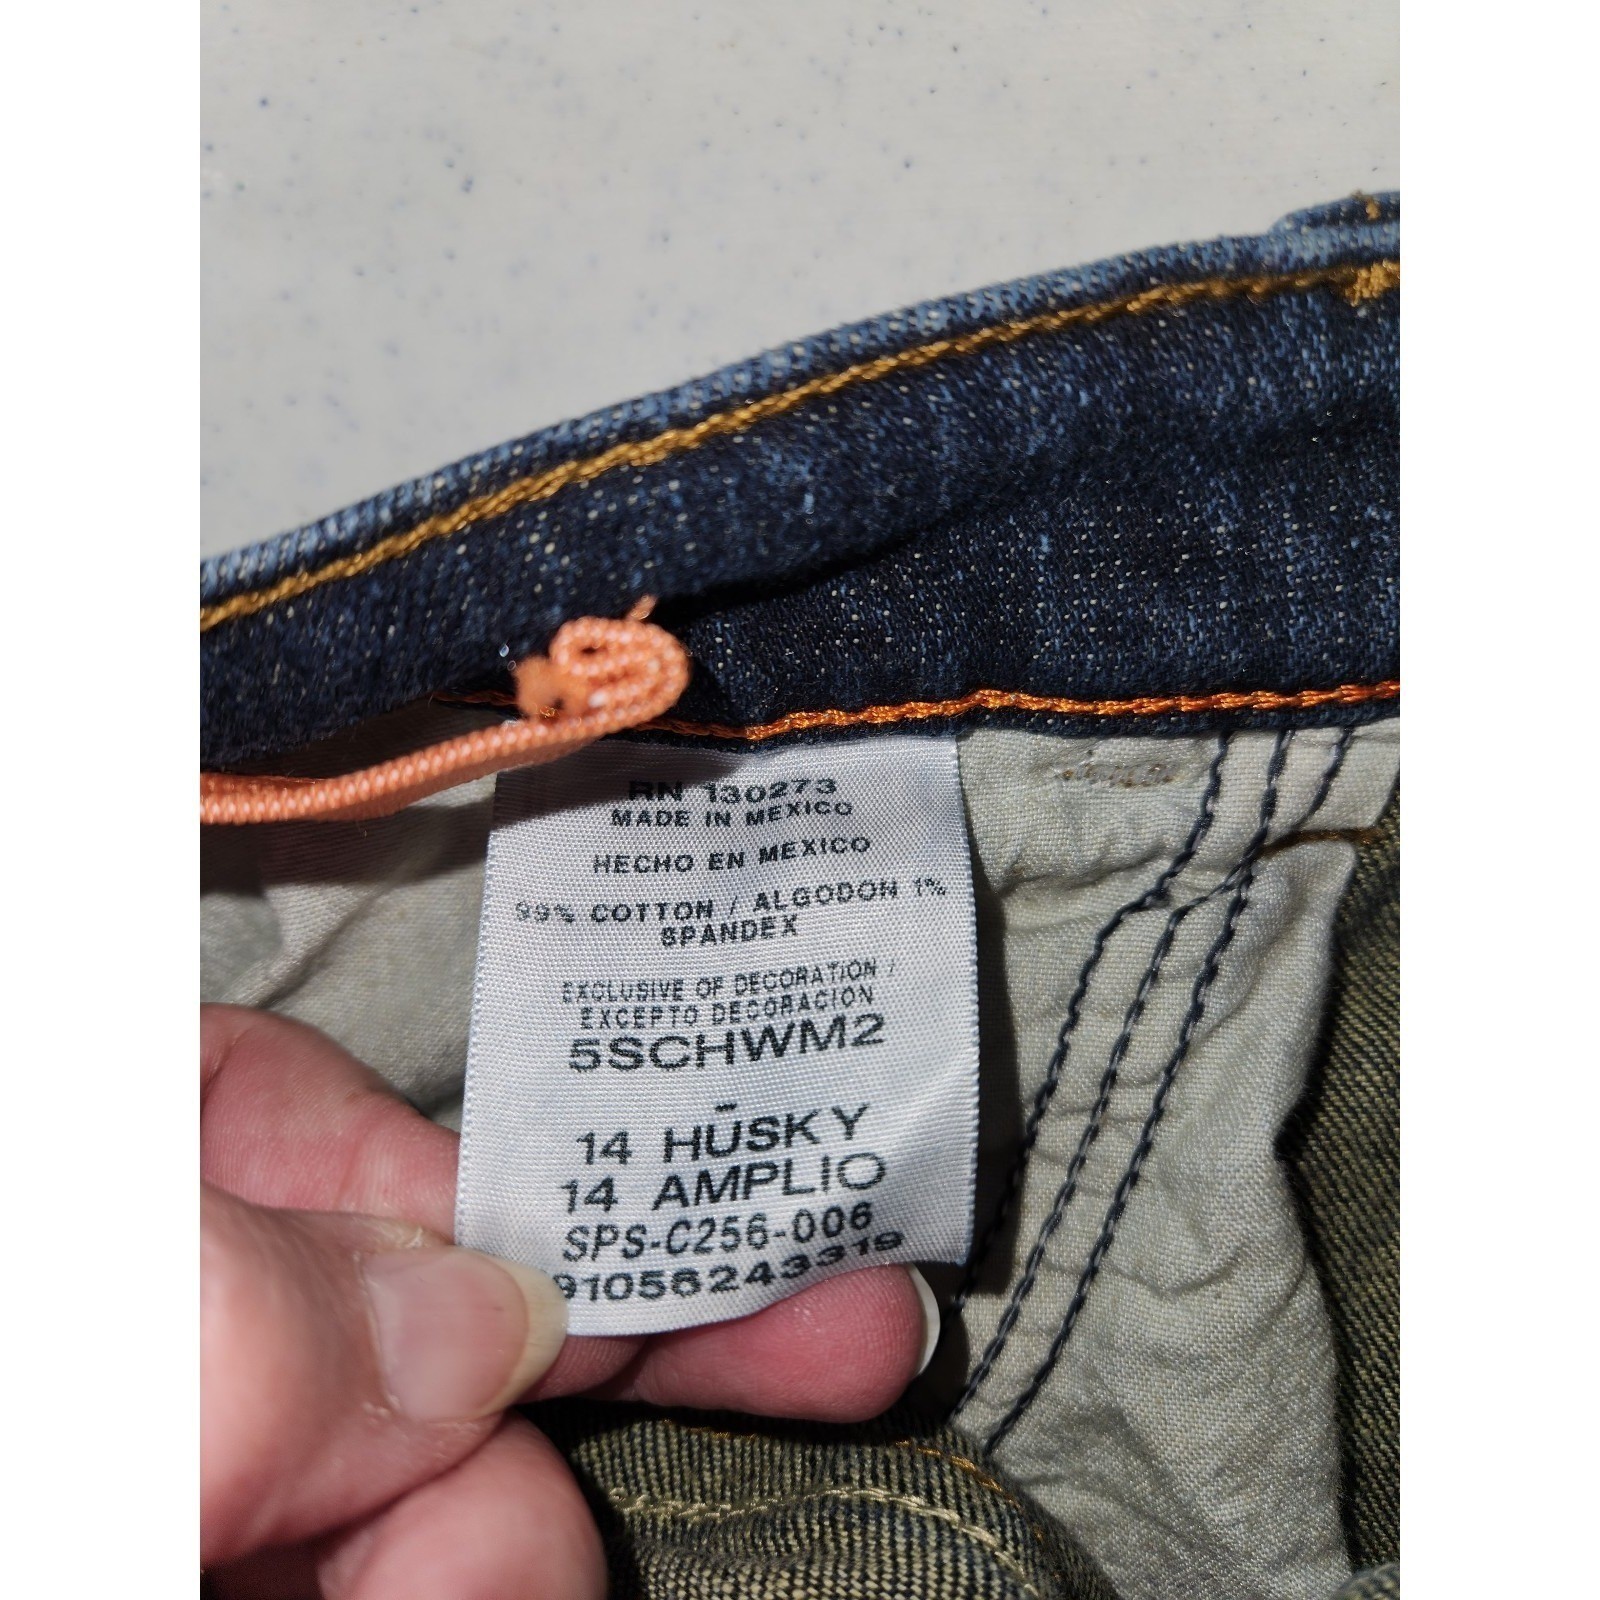 RN 130273
MADE IN MEXICO
HECHO EN MEXICO
99% COTTON / ALGODON 1%
SPANDEX
EXCLUSIVE OF DECORATION /
EXCEPTO DECORACION
5SCHWM2
14 HŪSKY
14 AMPLIO
SPS-C256-006
91056243319